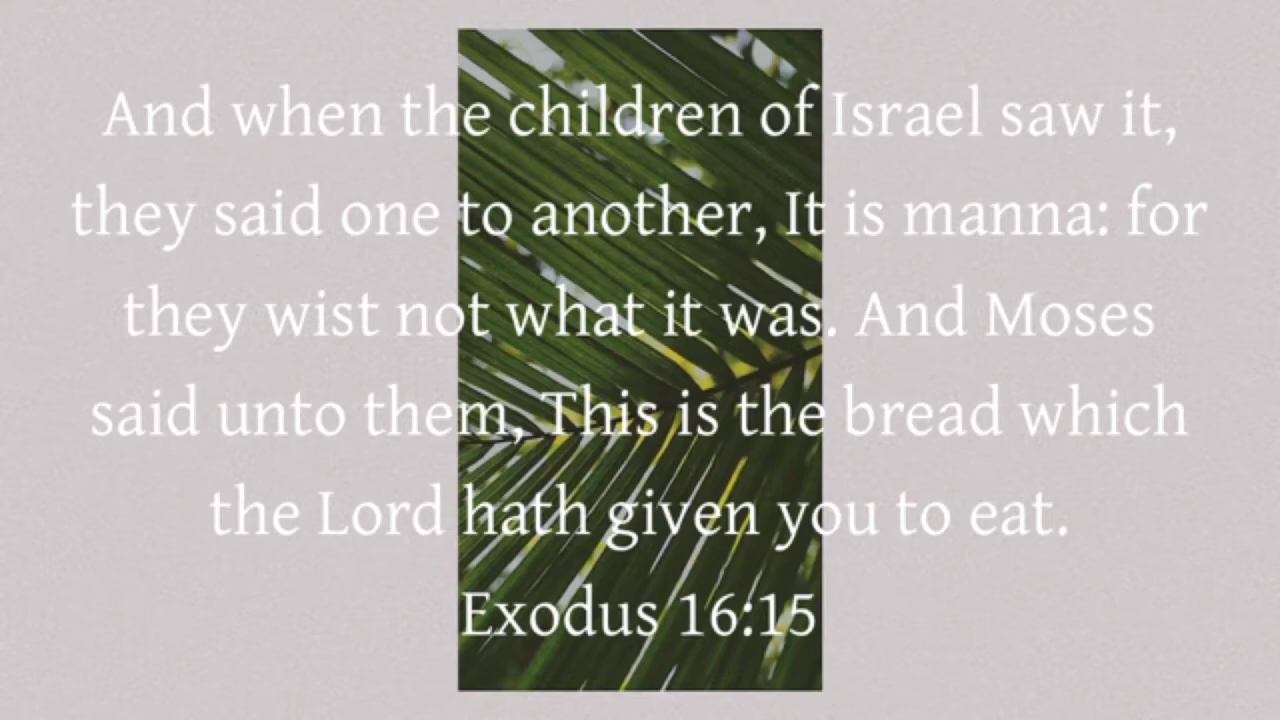 And when the children of Israel saw it,
they said one to another, It is manna: for
they wist not what it was. And Moses
said unto them, This is the bread which
the Lord hath given you to eat.
Exodus 16:15